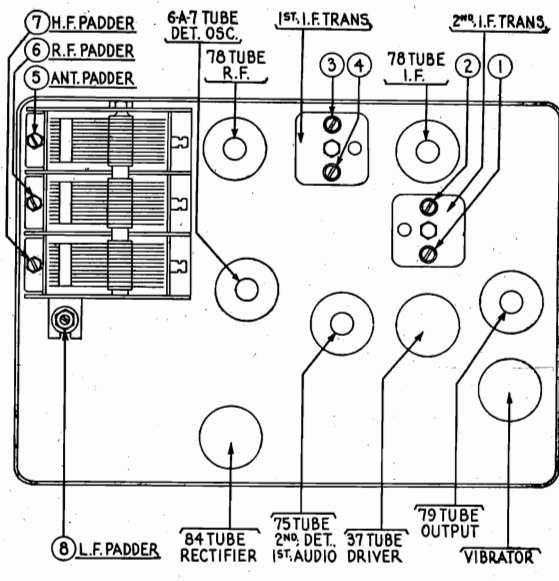 7 H.F. PADDER
6 R.F. PADDER
5 ANT. PADDER
6-A-7 TUBE
DET. OSC.
78 TUBE
R.F.
1ST. I.F. TRANS.
3
4
78 TUBE
I.F.
2ND. I.F. TRANS.
2
1
8 L.F. PADDER
84 TUBE
RECTIFIER
75 TUBE
2ND. DET.
1ST. AUDIO
37 TUBE
DRIVER
79 TUBE
OUTPUT
VIBRATOR